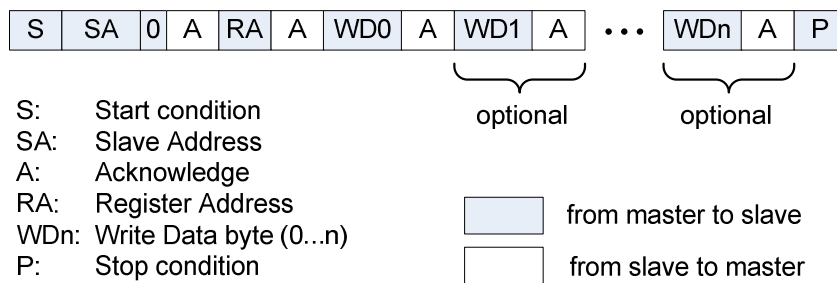 S SA 0 A RA A WD0 A WD1 A ••• WDn A P
optional optional
S: Start condition
SA: Slave Address
A: Acknowledge
RA: Register Address
WDn: Write Data byte (0...n)
P: Stop condition
from master to slave
from slave to master